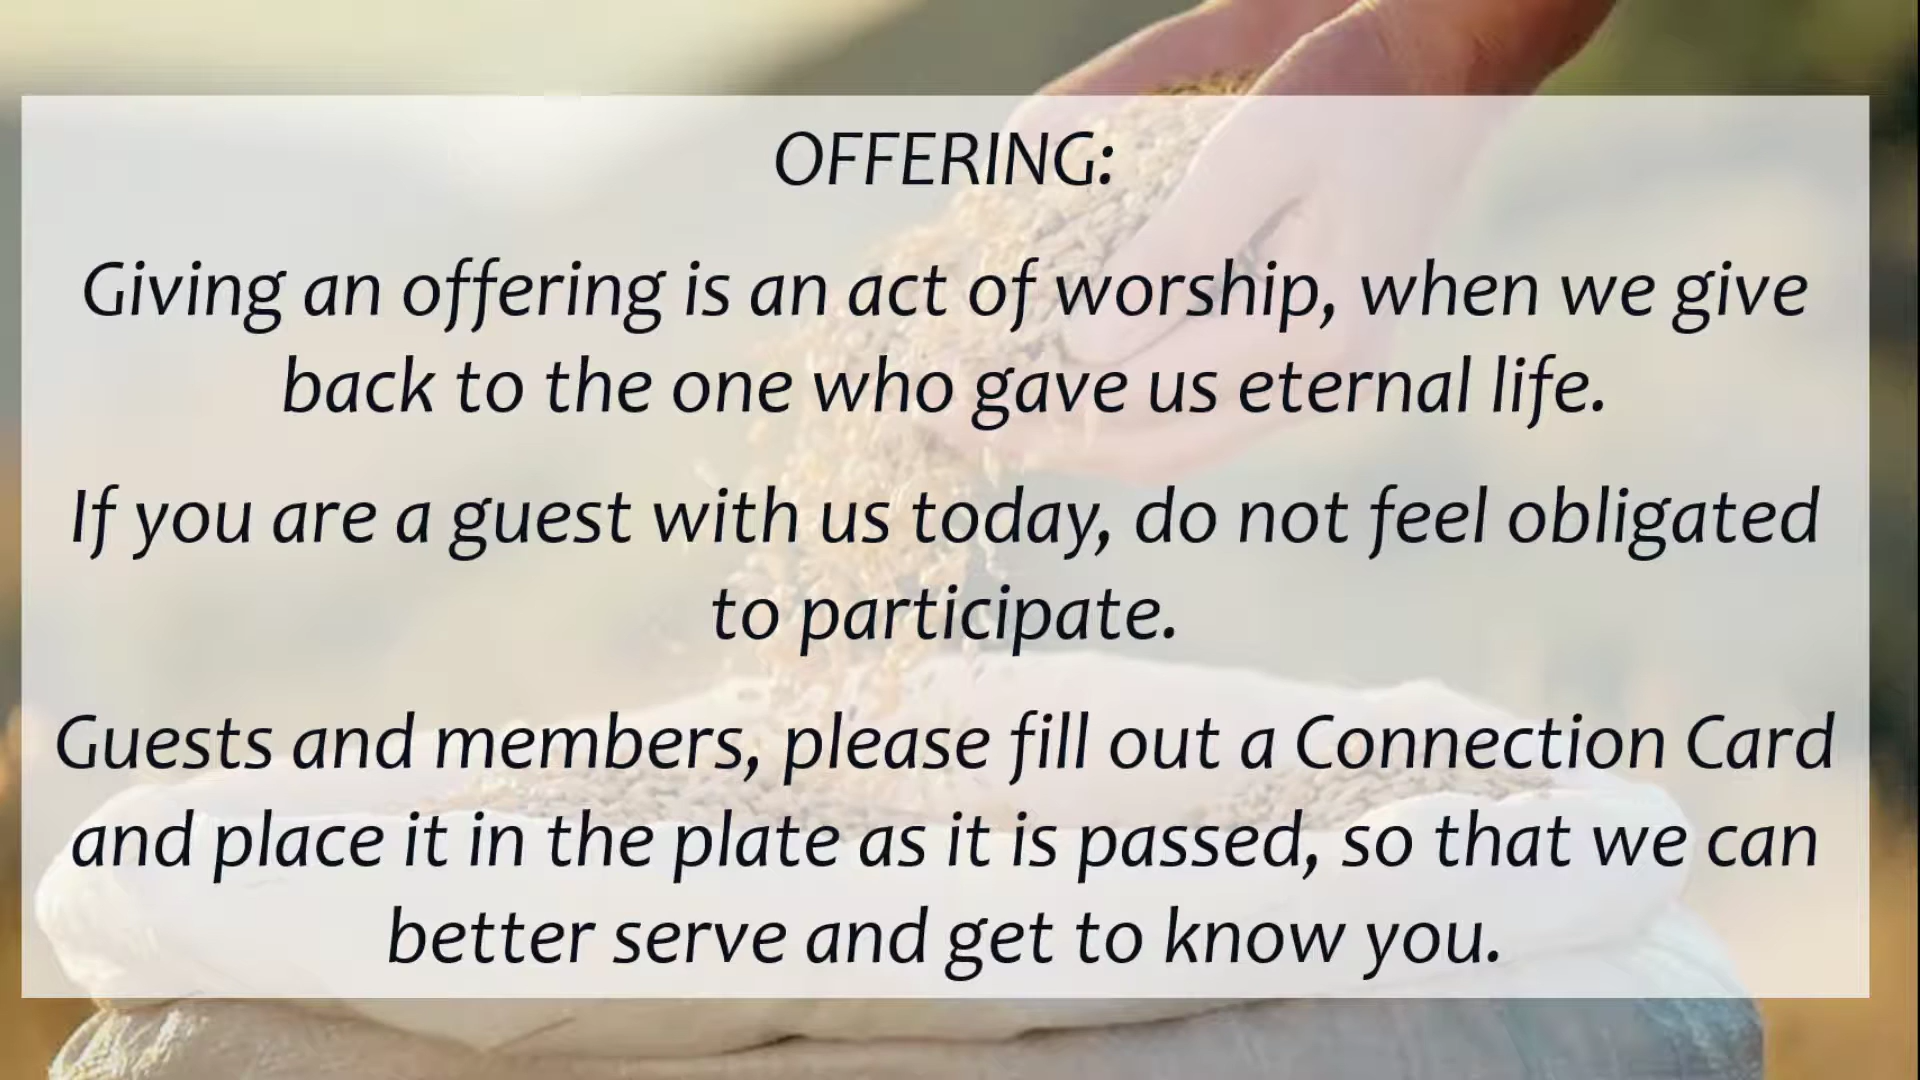 OFFERING:
Giving an offering is an act of worship, when we give
back to the one who gave us eternal life.
If you are a guest with us today, do not feel obligated
to participate.
Guests and members, please fill out a Connection Card
and place it in the plate as it is passed, so that we can
better serve and get to know you.